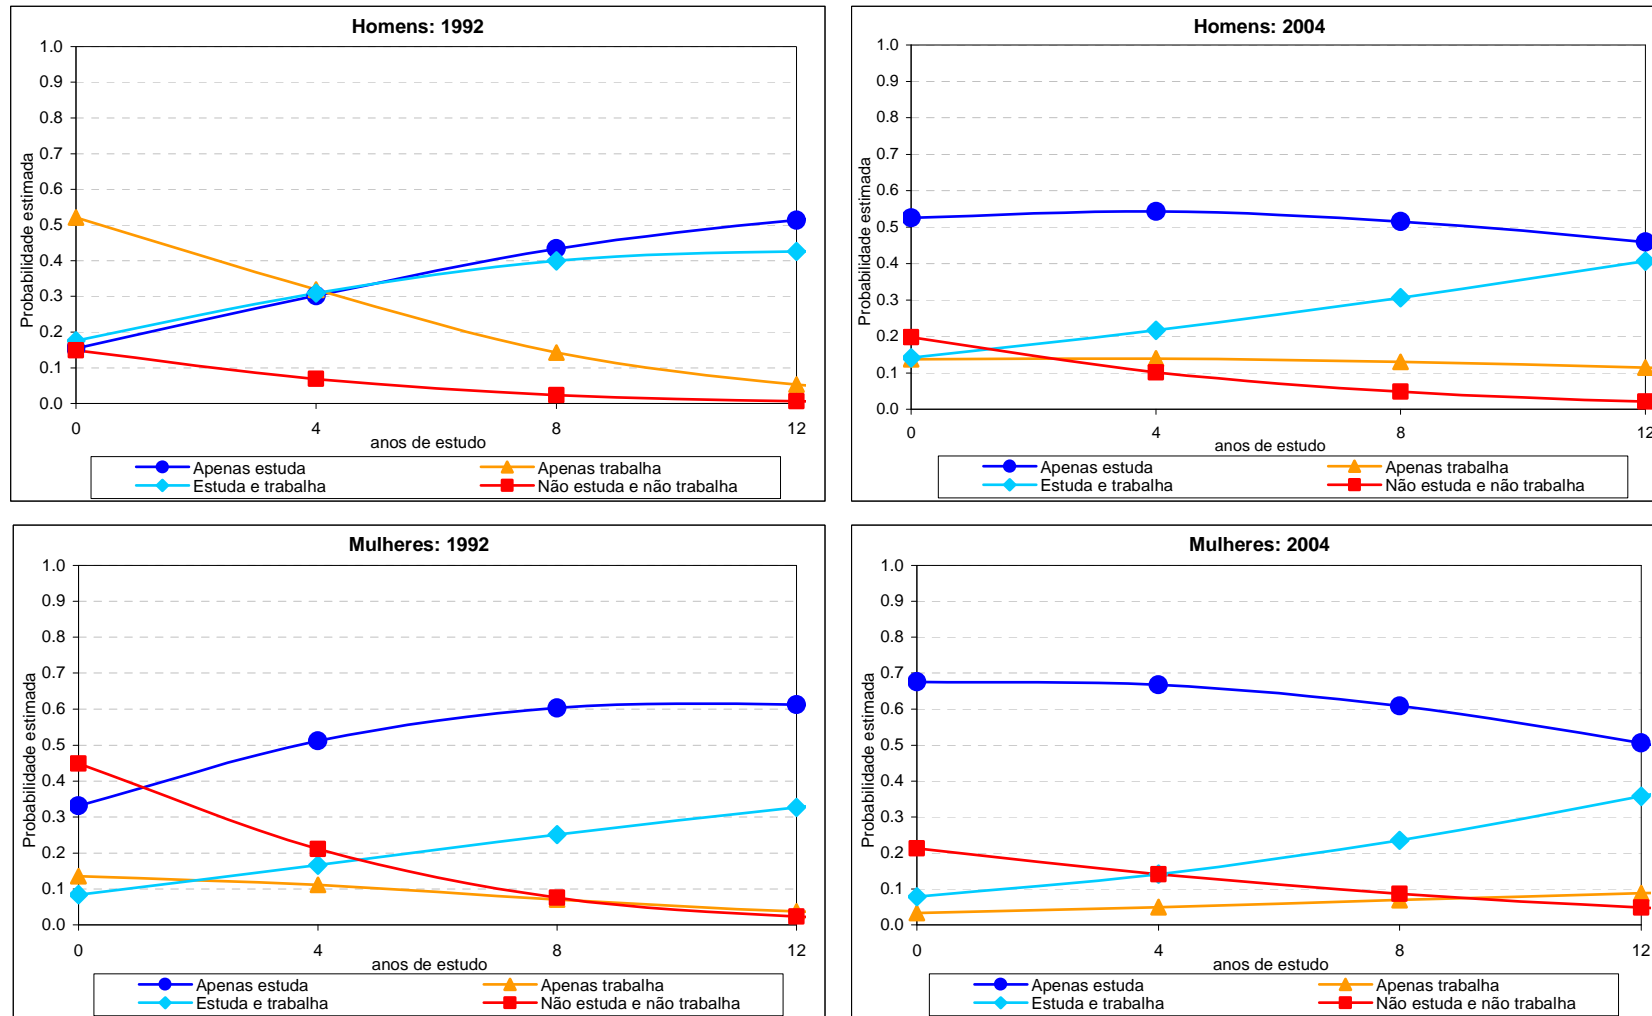 Homens: 1992
1.0
0.9
0.8
0.7
0.6
0.5
0.4
0.3
0.2
0.1
0.0
Probabilidade estimada
0 4 8 12
anos de estudo
Apenas estuda Apenas trabalha
Estuda e trabalha Não estuda e não trabalha
Homens: 2004
1.0
0.9
0.8
0.7
0.6
0.5
0.4
0.3
0.2
0.1
0.0
Probabilidade estimada
0 4 8 12
anos de estudo
Apenas estuda Apenas trabalha
Estuda e trabalha Não estuda e não trabalha
Mulheres: 1992
1.0
0.9
0.8
0.7
0.6
0.5
0.4
0.3
0.2
0.1
0.0
Probabilidade estimada
0 4 8 12
anos de estudo
Apenas estuda Apenas trabalha
Estuda e trabalha Não estuda e não trabalha
Mulheres: 2004
1.0
0.9
0.8
0.7
0.6
0.5
0.4
0.3
0.2
0.1
0.0
Probabilidade estimada
0 4 8 12
anos de estudo
Apenas estuda Apenas trabalha
Estuda e trabalha Não estuda e não trabalha